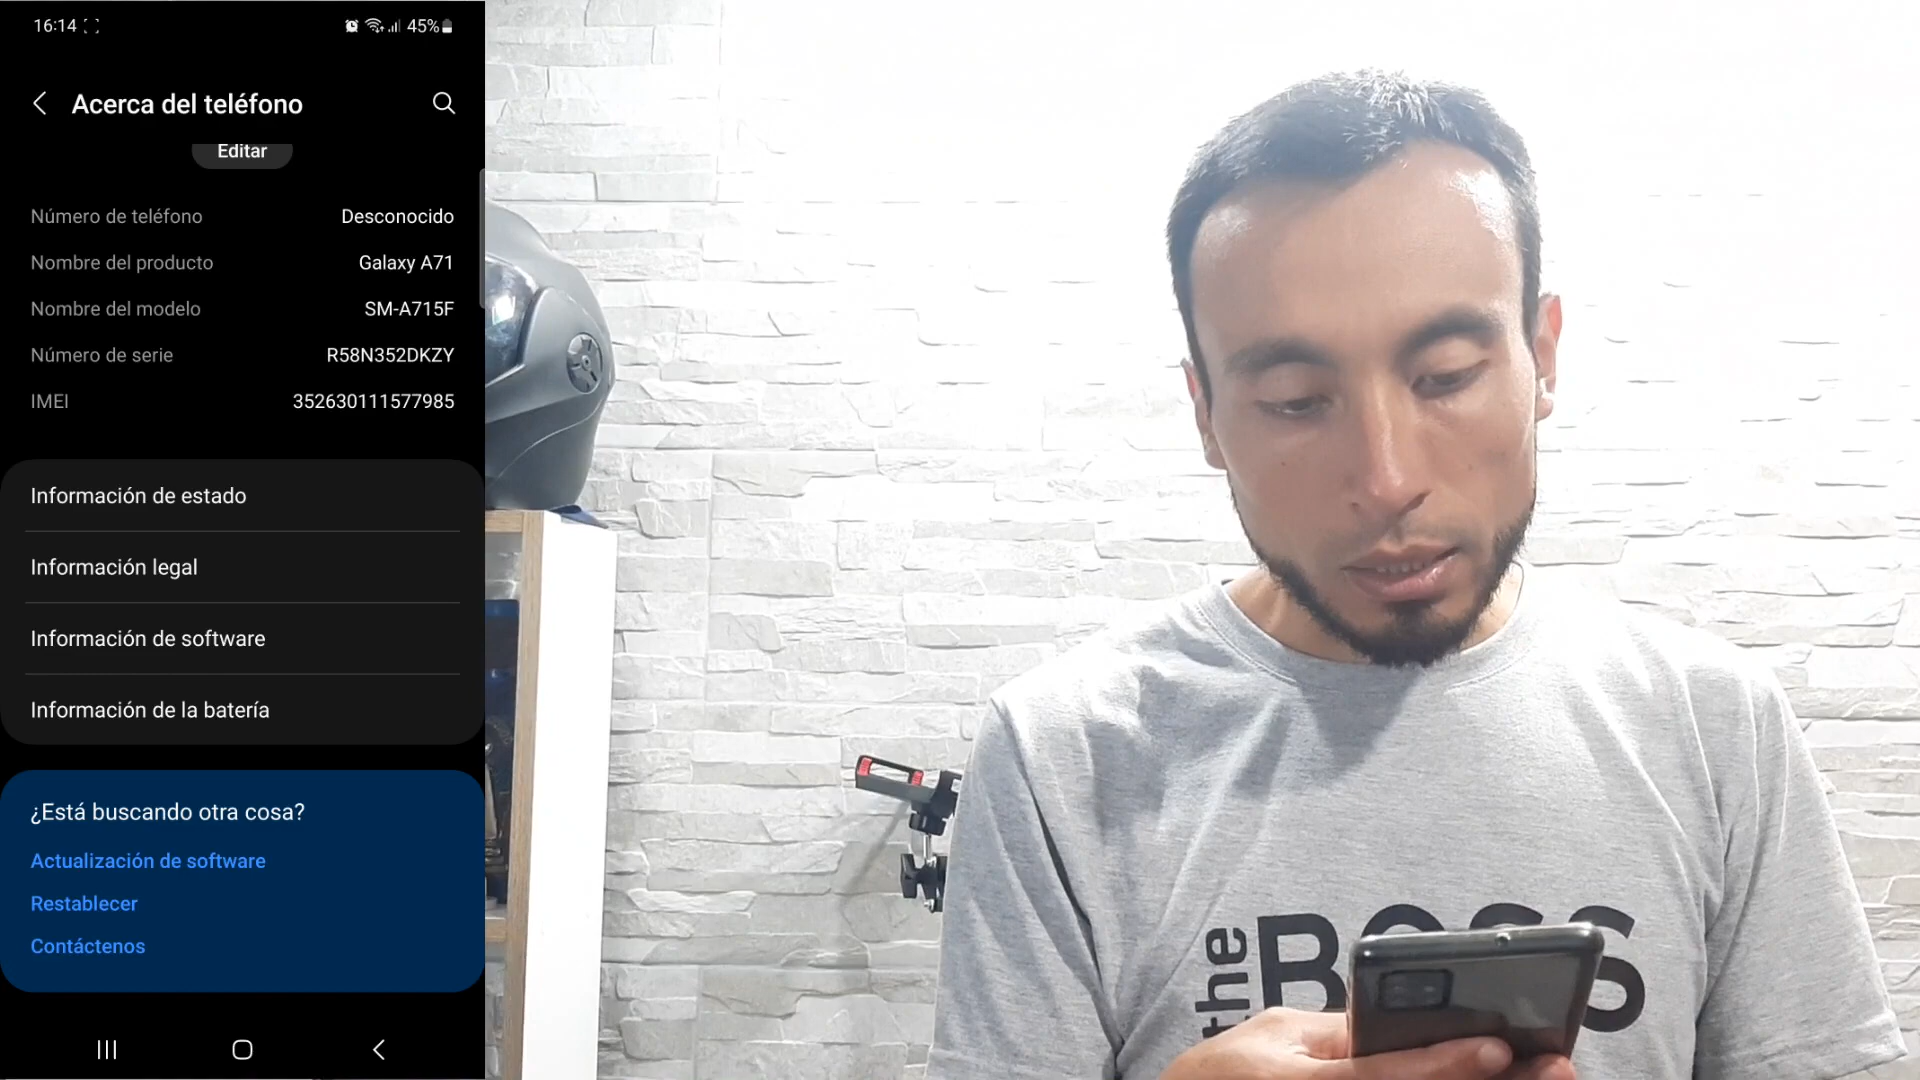 16:14
45%
Acerca del teléfono
Editar
Número de teléfono Desconocido
Nombre del producto Galaxy A71
Nombre del modelo SM-A715F
Número de serie R58N352DKZY
IMEI 352630111577985
Información de estado
Información legal
Información de software
Información de la batería
¿Está buscando otra cosa?
Actualización de software
Restablecer
Contáctenos
the BOSS